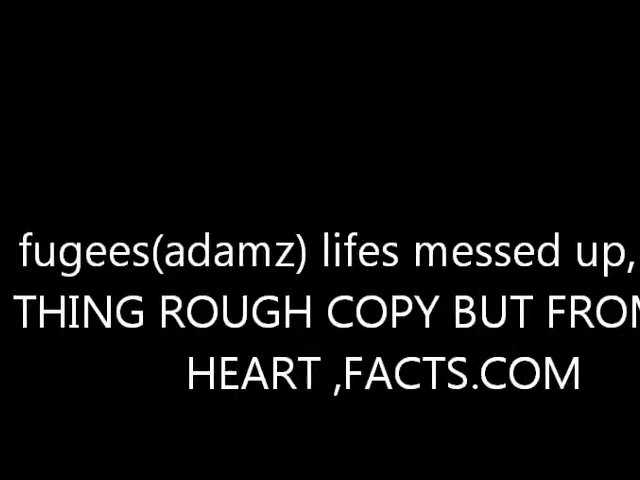 fugees(adamz) lifes messed up,
THING ROUGH COPY BUT FROM
HEART ,FACTS.COM